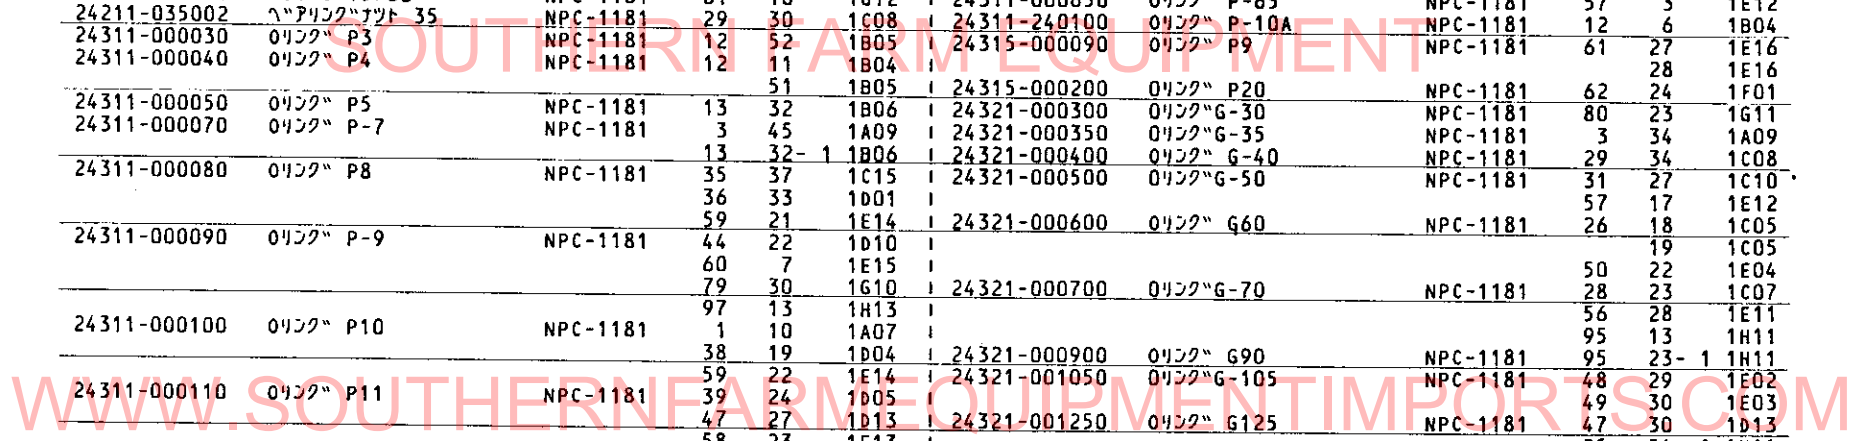 24211-035002 ベアリングナツト 35 29 30 1C08
24311-000030 Oリング P3 NPC-1181 12 52 1B05
24311-000040 Oリング P4 NPC-1181 12 11 1B04
51 1B05
24311-000050 Oリング P5 NPC-1181 13 32 1B06
24311-000070 Oリング P-7 NPC-1181 3 45 1A09
13 32- 1 1B06
24311-000080 Oリング P8 NPC-1181 35 37 1C15
36 33 1D01
59 21 1E14
24311-000090 Oリング P-9 NPC-1181 44 22 1D10
60 7 1E15
79 30 1G10
97 13 1H13
24311-000100 Oリング P10 NPC-1181 1 10 1A07
38 19 1D04
59 22 1E14
24311-000110 Oリング P11 NPC-1181 39 24 1D05
47 27 1D13
24311-240100 Oリング P-10A NPC-1181 12 6 1B04
24315-000090 Oリング P9 NPC-1181 61 27 1E16
28 1E16
24315-000200 Oリング P20 NPC-1181 62 24 1F01
24321-000300 OリングG-30 NPC-1181 80 23 1G11
24321-000350 OリングG-35 NPC-1181 3 34 1A09
24321-000400 Oリング G-40 NPC-1181 29 34 1C08
24321-000500 OリングG-50 NPC-1181 31 27 1C10
57 17 1E12
24321-000600 Oリング G60 NPC-1181 26 18 1C05
19 1C05
50 22 1E04
24321-000700 OリングG-70 NPC-1181 28 23 1C07
56 28 1E11
95 13 1H11
24321-000900 Oリング G90 NPC-1181 95 23- 1 1H11
24321-001050 OリングG-105 NPC-1181 48 29 1E02
49 30 1E03
24321-001250 Oリング G125 NPC-1181 47 30 1D13
SOUTHERN FARM EQUIPMENT
WWW.SOUTHERNFARMEQUIPMENTIMPORTS.COM